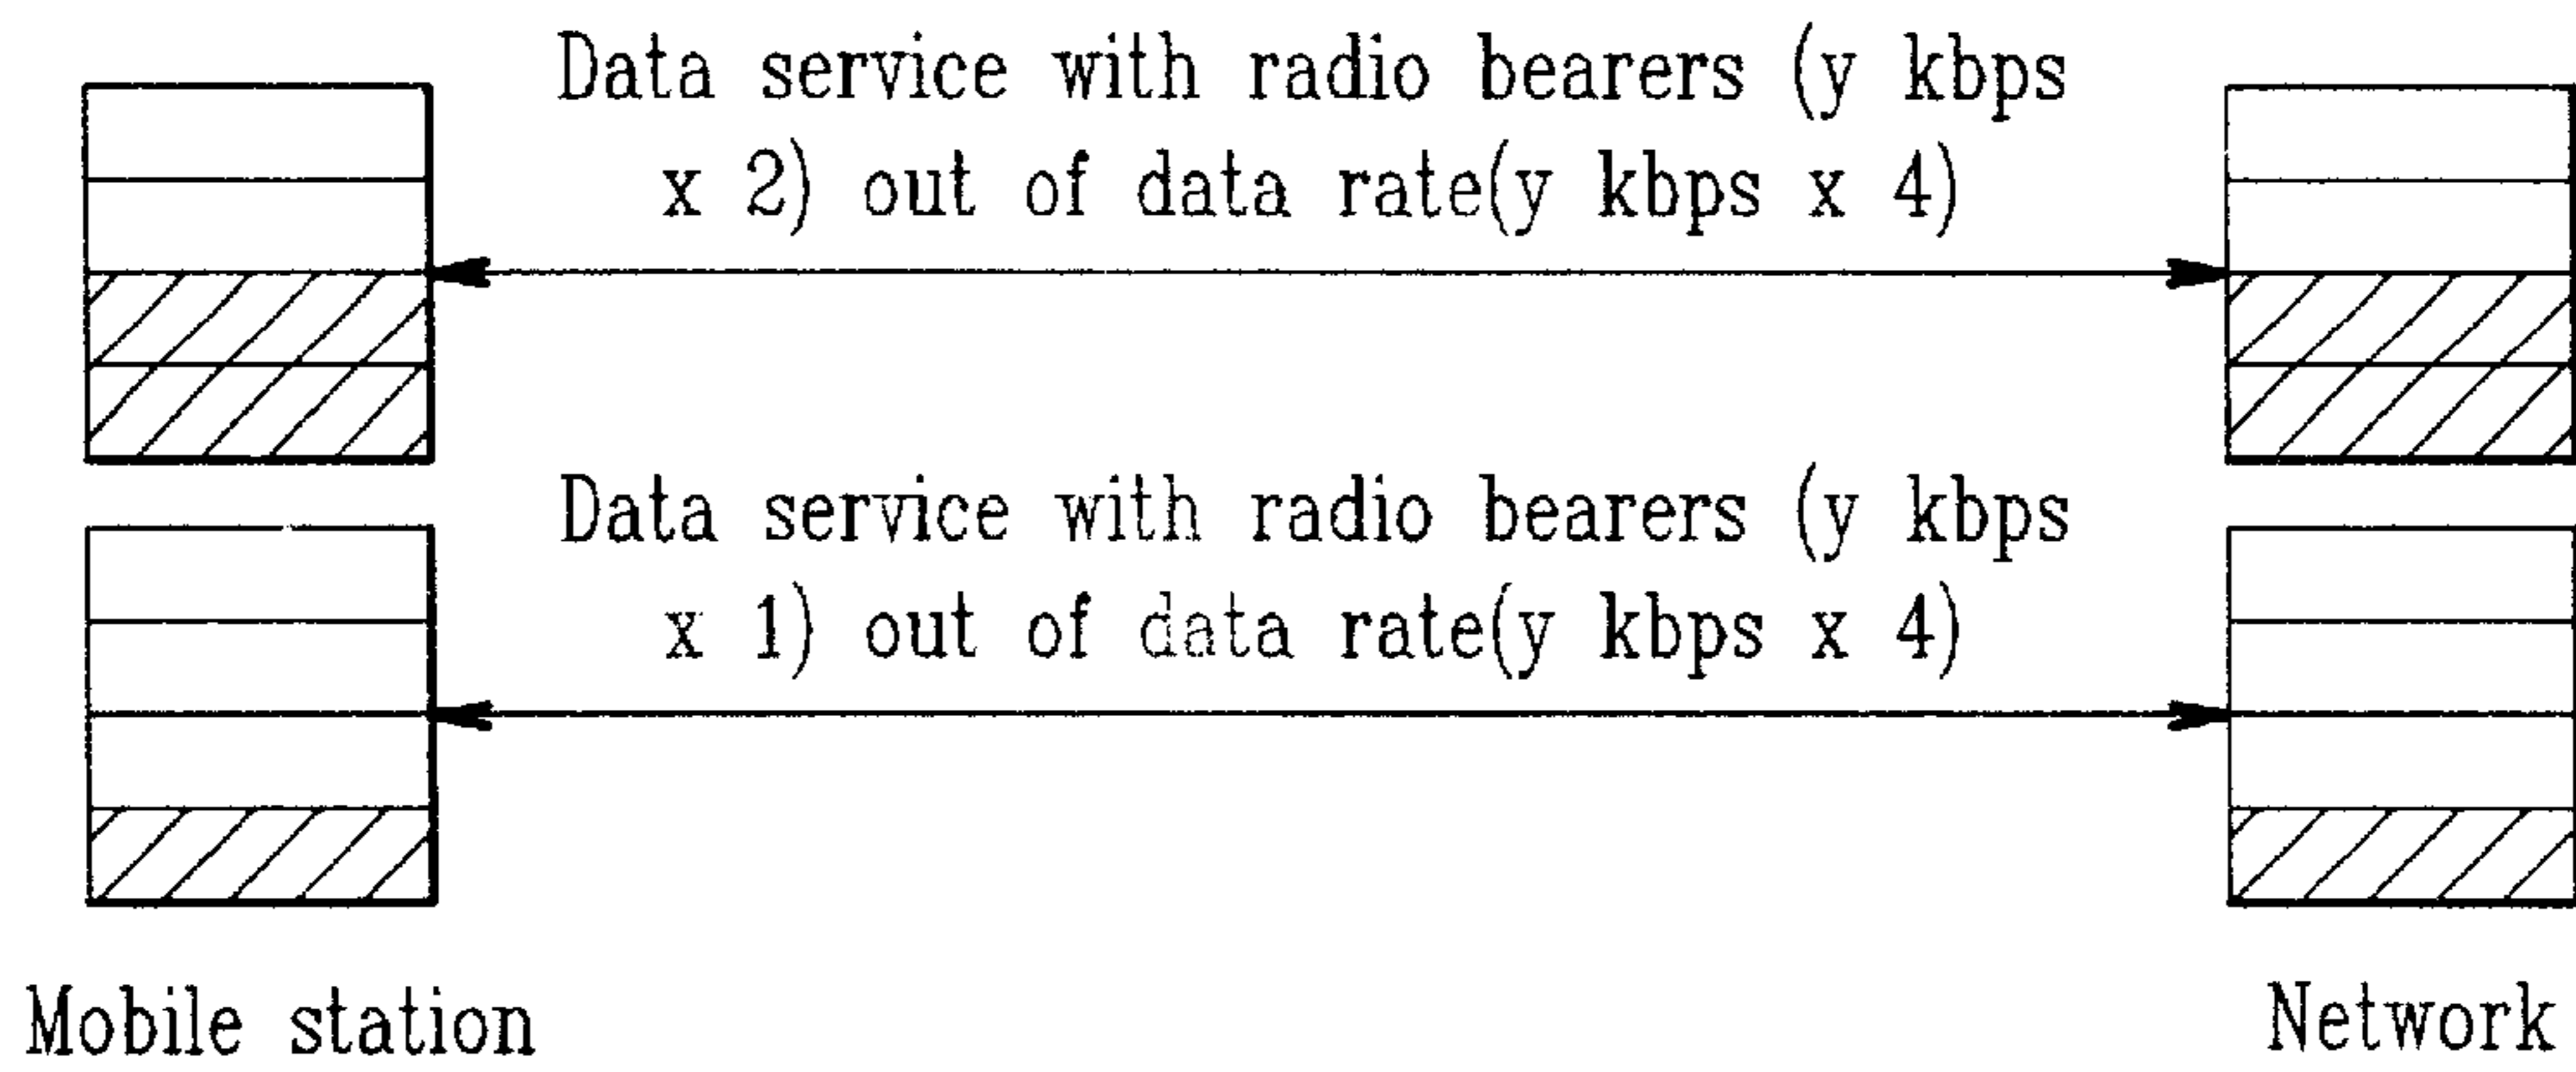 Data service with radio bearers (y kbps
x 2) out of data rate(y kbps x 4)
Data service with radio bearers (y kbps
x 1) out of data rate(y kbps x 4)
Mobile station
Network